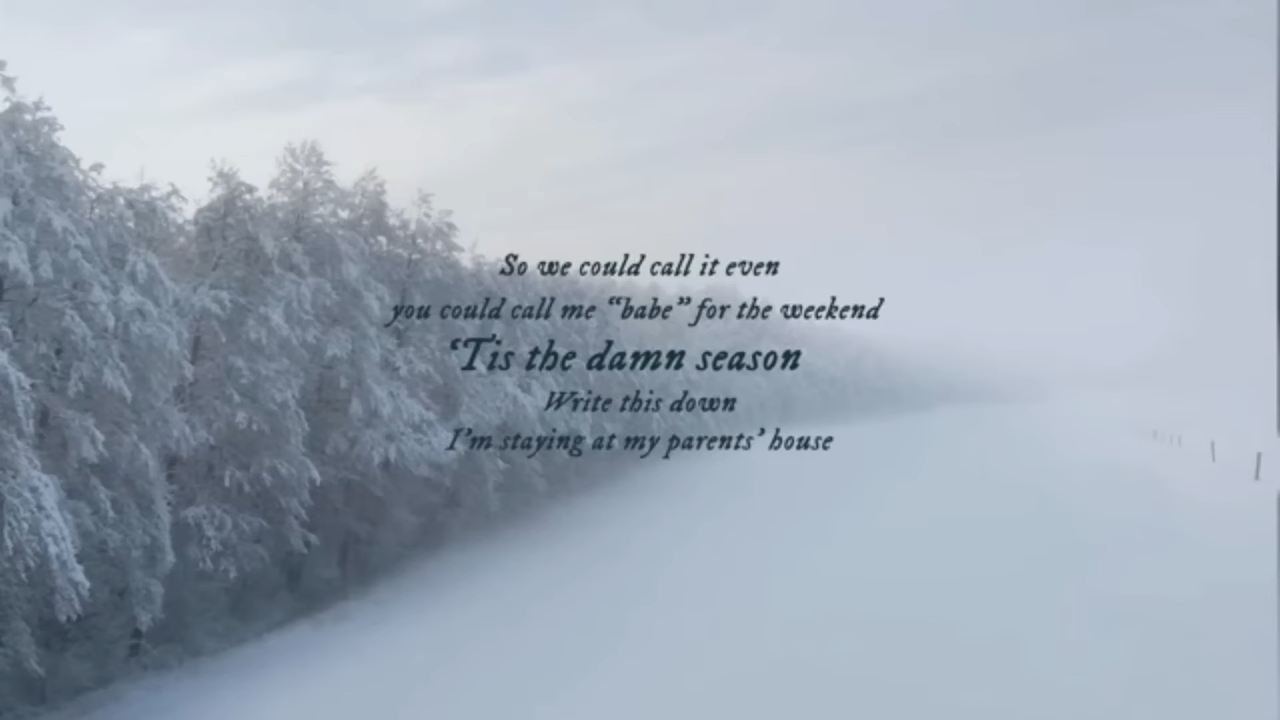 So we could call it even
you could call me “babe” for the weekend
‘Tis the damn season
Write this down
I’m staying at my parents’ house